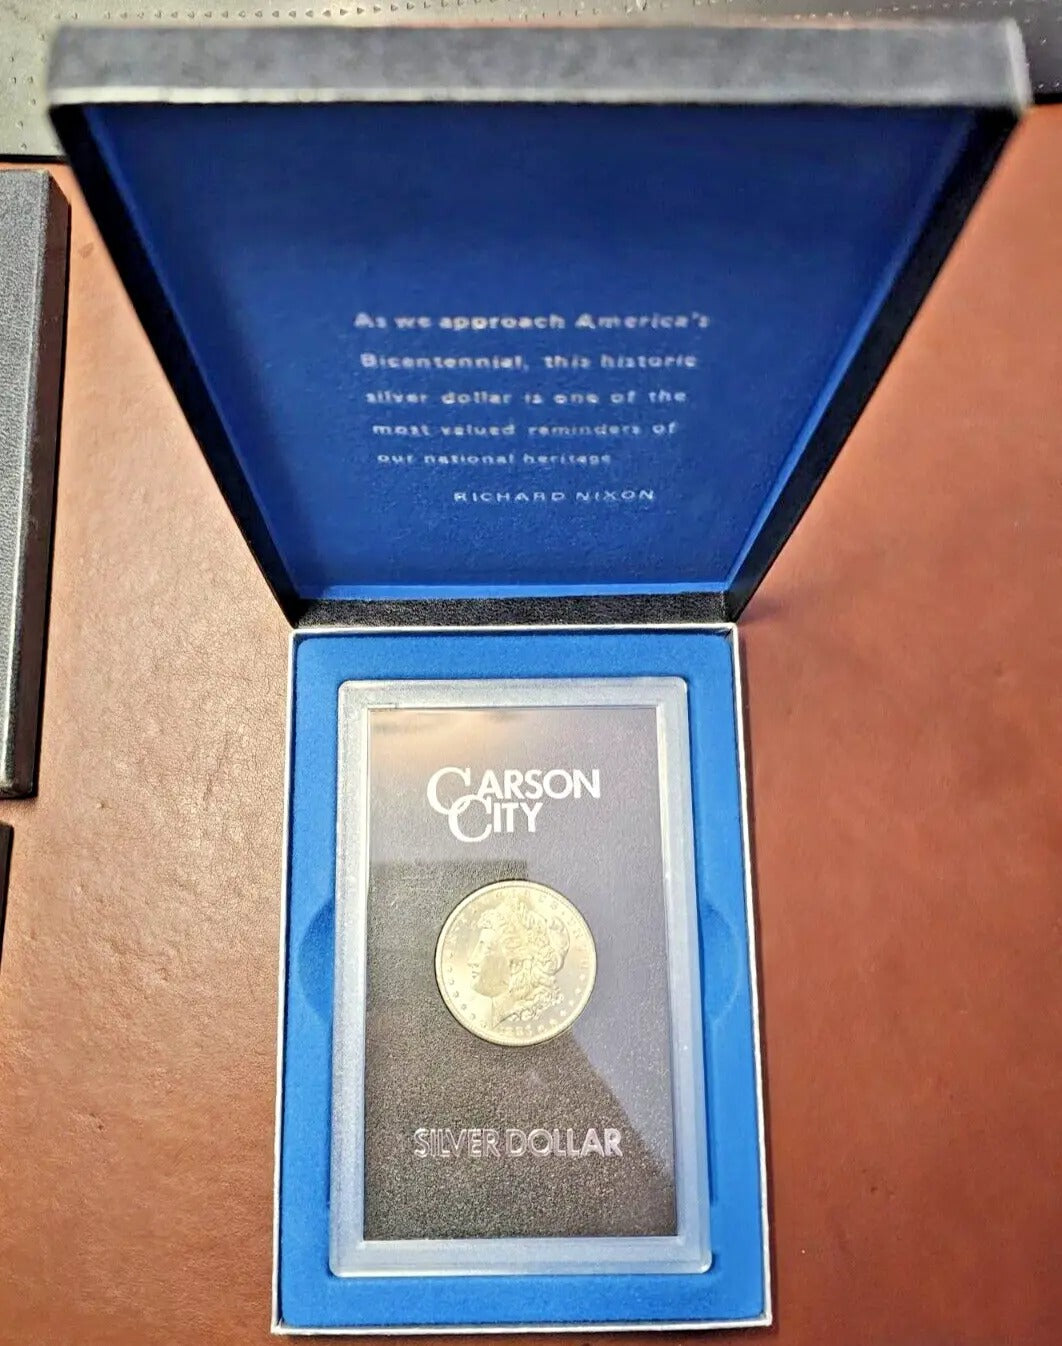 As we approach America's
Bicentennial, this historic
silver dollar is one of the
most valued reminders of
our national heritage
RICHARD NIXON
CARSON
CITY
SILVER DOLLAR